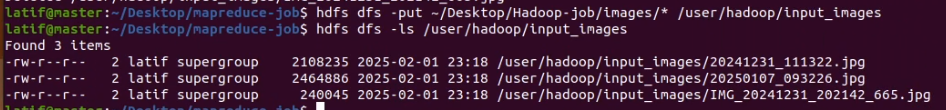 latif@master:~/Desktop/mapreduce-job$ hdfs dfs -put ~/Desktop/Hadoop-job/images/* /user/hadoop/input_images
latif@master:~/Desktop/mapreduce-job$ hdfs dfs -ls /user/hadoop/input_images
Found 3 items
-rw-r--r--   2 latif supergroup    2108235 2025-02-01 23:18 /user/hadoop/input_images/20241231_111322.jpg
-rw-r--r--   2 latif supergroup    2464886 2025-02-01 23:18 /user/hadoop/input_images/20250107_093226.jpg
-rw-r--r--   2 latif supergroup     240045 2025-02-01 23:18 /user/hadoop/input_images/IMG_20241231_202142_665.jpg
latif@master:~/Desktop/mapreduce-job$